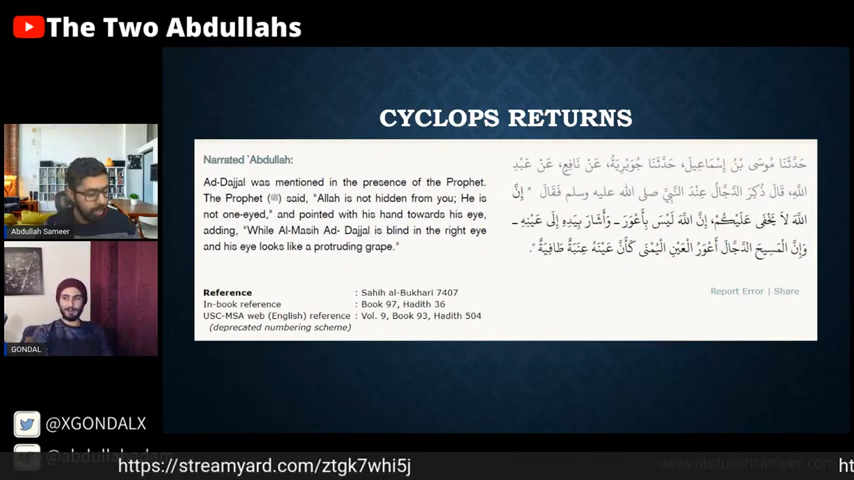 The Two Abdullahs
CYCLOPS RETURNS
Narrated `Abdullah:
Ad-Dajjal was mentioned in the presence of the Prophet.
The Prophet (ﷺ) said, "Allah is not hidden from you; He is
not one-eyed," and pointed with his hand towards his eye,
adding, "While Al-Masih Ad- Dajjal is blind in the right eye
and his eye looks like a protruding grape."
حَدَّثَنَا مُوسَى بْنُ إِسْمَاعِيلَ، حَدَّثَنَا جُوَيْرِيَةُ، عَنْ نَافِعٍ، عَنْ عَبْدِ
اللَّهِ، قَالَ ذُكِرَ الدَّجَّالُ عِنْدَ النَّبِيِّ صلى الله عليه وسلم فَقَالَ " إِنَّ
اللَّهَ لاَ يَخْفَى عَلَيْكُمْ، إِنَّ اللَّهَ لَيْسَ بِأَعْوَرَ ـ وَأَشَارَ بِيَدِهِ إِلَى عَيْنِهِ ـ
وَإِنَّ الْمَسِيحَ الدَّجَّالَ أَعْوَرُ الْعَيْنِ الْيُمْنَى كَأَنَّ عَيْنَهُ عِنَبَةٌ طَافِيَةٌ ".
Reference : Sahih al-Bukhari 7407
In-book reference : Book 97, Hadith 36
USC-MSA web (English) reference : Vol. 9, Book 93, Hadith 504
(deprecated numbering scheme)
Report Error | Share
Abdullah Sameer
GONDAL
@XGONDALX
https://streamyard.com/ztgk7whi5j
ht
www.abdullahsameer.com